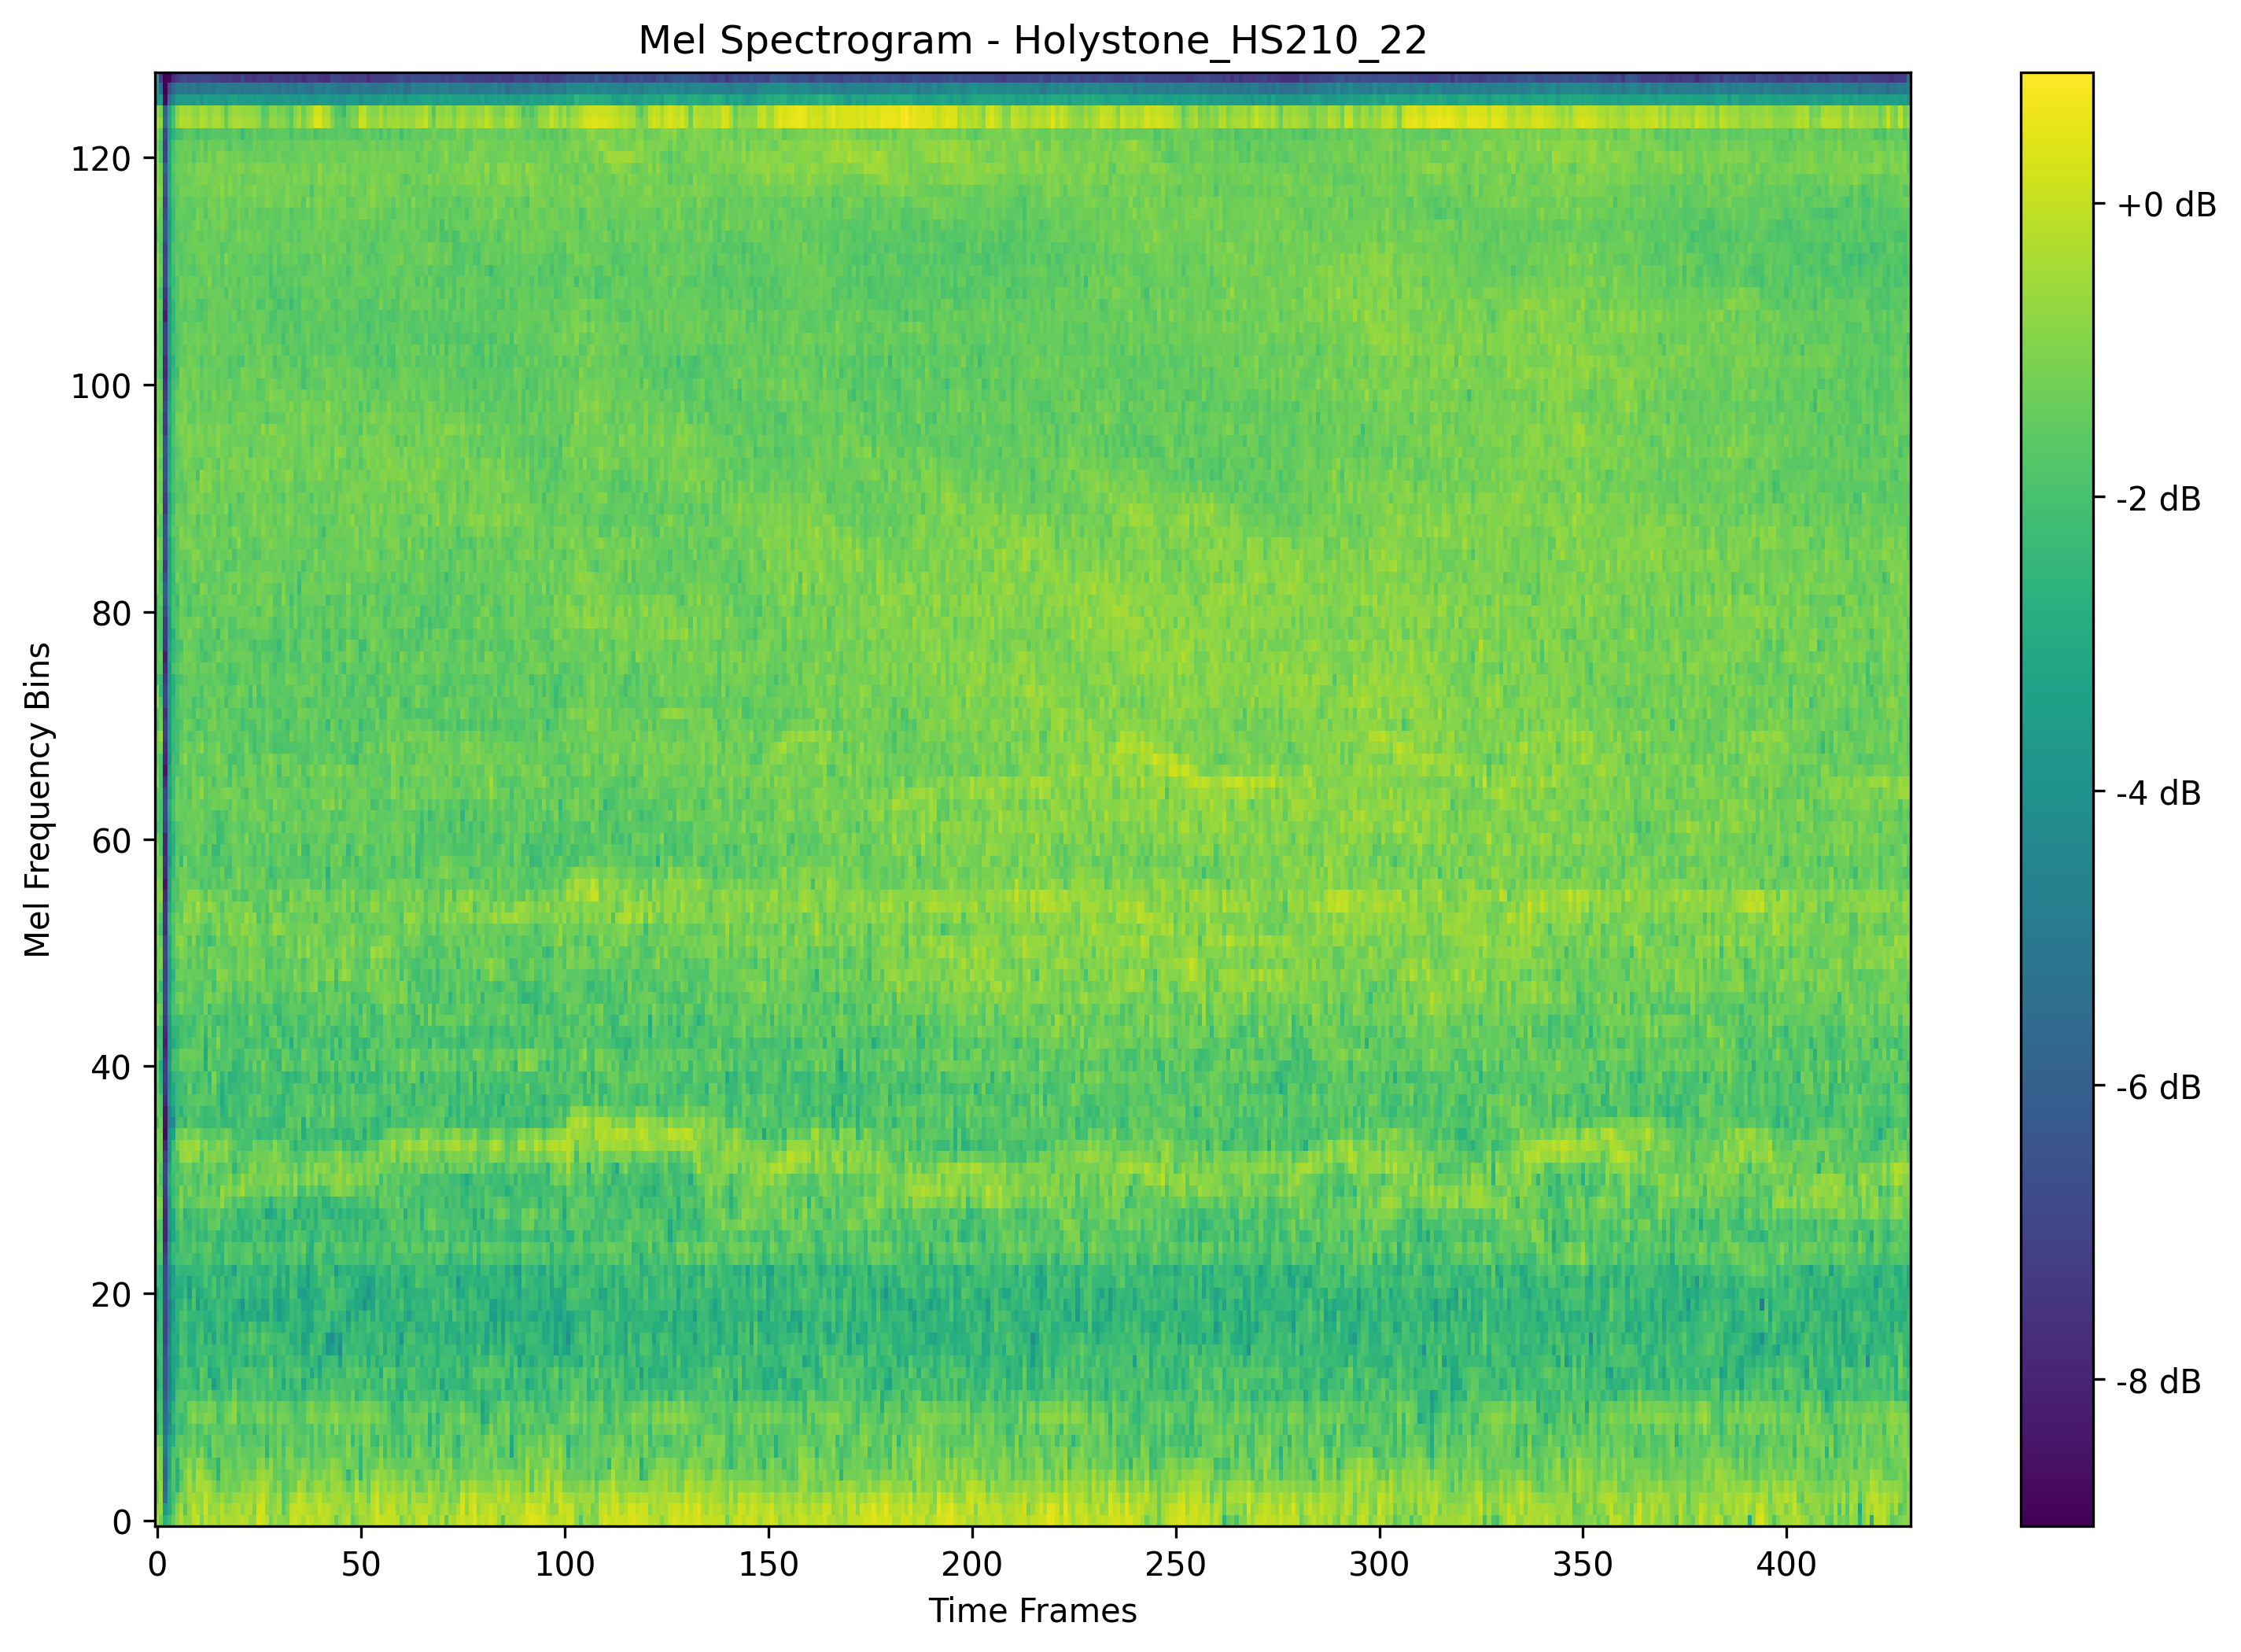 Mel Spectrogram - Holystone_HS210_22
Mel Frequency Bins
120
100
80
60
40
20
0
0 50 100 150 200 250 300 350 400
Time Frames
+0 dB
-2 dB
-4 dB
-6 dB
-8 dB